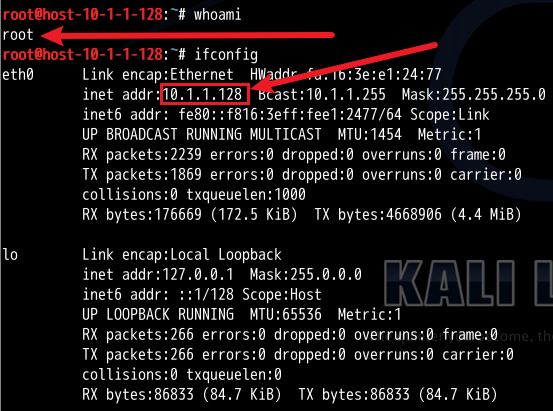 root@host-10-1-1-128:~# whoami
root
root@host-10-1-1-128:~# ifconfig
eth0 Link encap:Ethernet HWaddr fa:16:3e:e1:24:77
inet addr:10.1.1.128 Bcast:10.1.1.255 Mask:255.255.255.0
inet6 addr: fe80::f816:3eff:fee1:2477/64 Scope:Link
UP BROADCAST RUNNING MULTICAST MTU:1454 Metric:1
RX packets:2239 errors:0 dropped:0 overruns:0 frame:0
TX packets:1869 errors:0 dropped:0 overruns:0 carrier:0
collisions:0 txqueuelen:1000
RX bytes:176669 (172.5 KiB) TX bytes:4668906 (4.4 MiB)
lo Link encap:Local Loopback
inet addr:127.0.0.1 Mask:255.0.0.0
inet6 addr: ::1/128 Scope:Host
UP LOOPBACK RUNNING MTU:65536 Metric:1
RX packets:266 errors:0 dropped:0 overruns:0 frame:0
TX packets:266 errors:0 dropped:0 overruns:0 carrier:0
collisions:0 txqueuelen:0
RX bytes:86833 (84.7 KiB) TX bytes:86833 (84.7 KiB)
KALI L